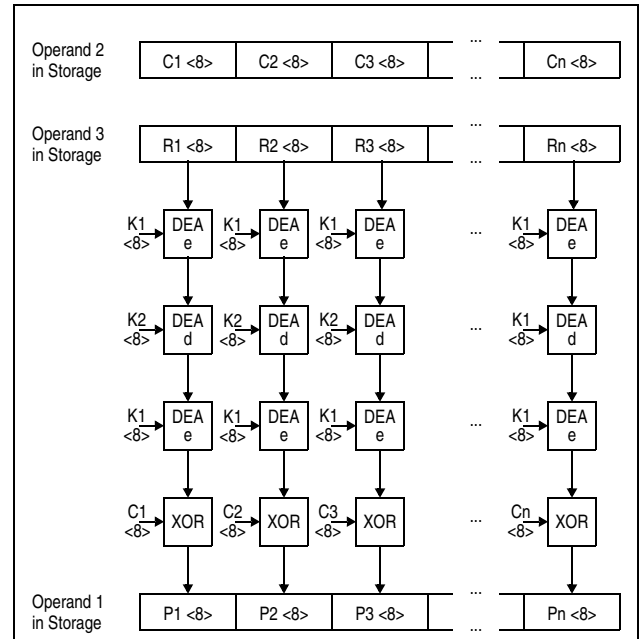 Operand 2
in Storage
C1 <8> C2 <8> C3 <8> ... ... Cn <8>
Operand 3
in Storage
R1 <8> R2 <8> R3 <8> ... ... Rn <8>
K1 <8> DEA e K1 <8> DEA e K1 <8> DEA e ... K1 <8> DEA e
K2 <8> DEA d K2 <8> DEA d K2 <8> DEA d ... K1 <8> DEA d
K1 <8> DEA e K1 <8> DEA e K1 <8> DEA e ... K1 <8> DEA e
C1 <8> XOR C2 <8> XOR C3 <8> XOR ... Cn <8> XOR
Operand 1
in Storage
P1 <8> P2 <8> P3 <8> ... ... Pn <8>